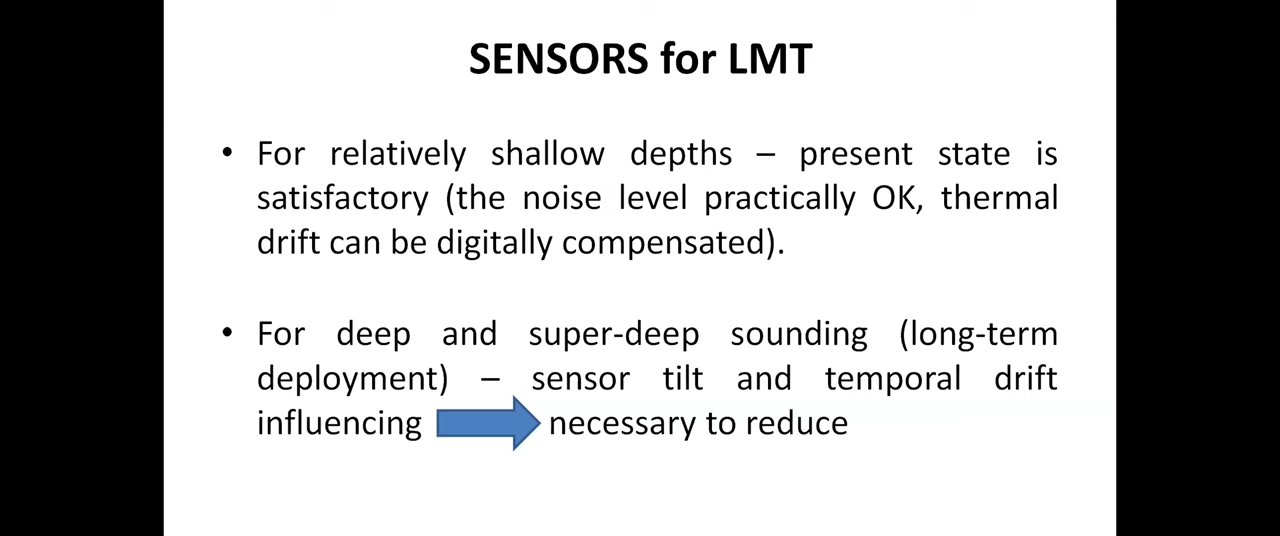 SENSORS for LMT
• For relatively shallow depths – present state is
satisfactory (the noise level practically OK, thermal
drift can be digitally compensated).
• For deep and super-deep sounding (long-term
deployment) – sensor tilt and temporal drift
influencing necessary to reduce